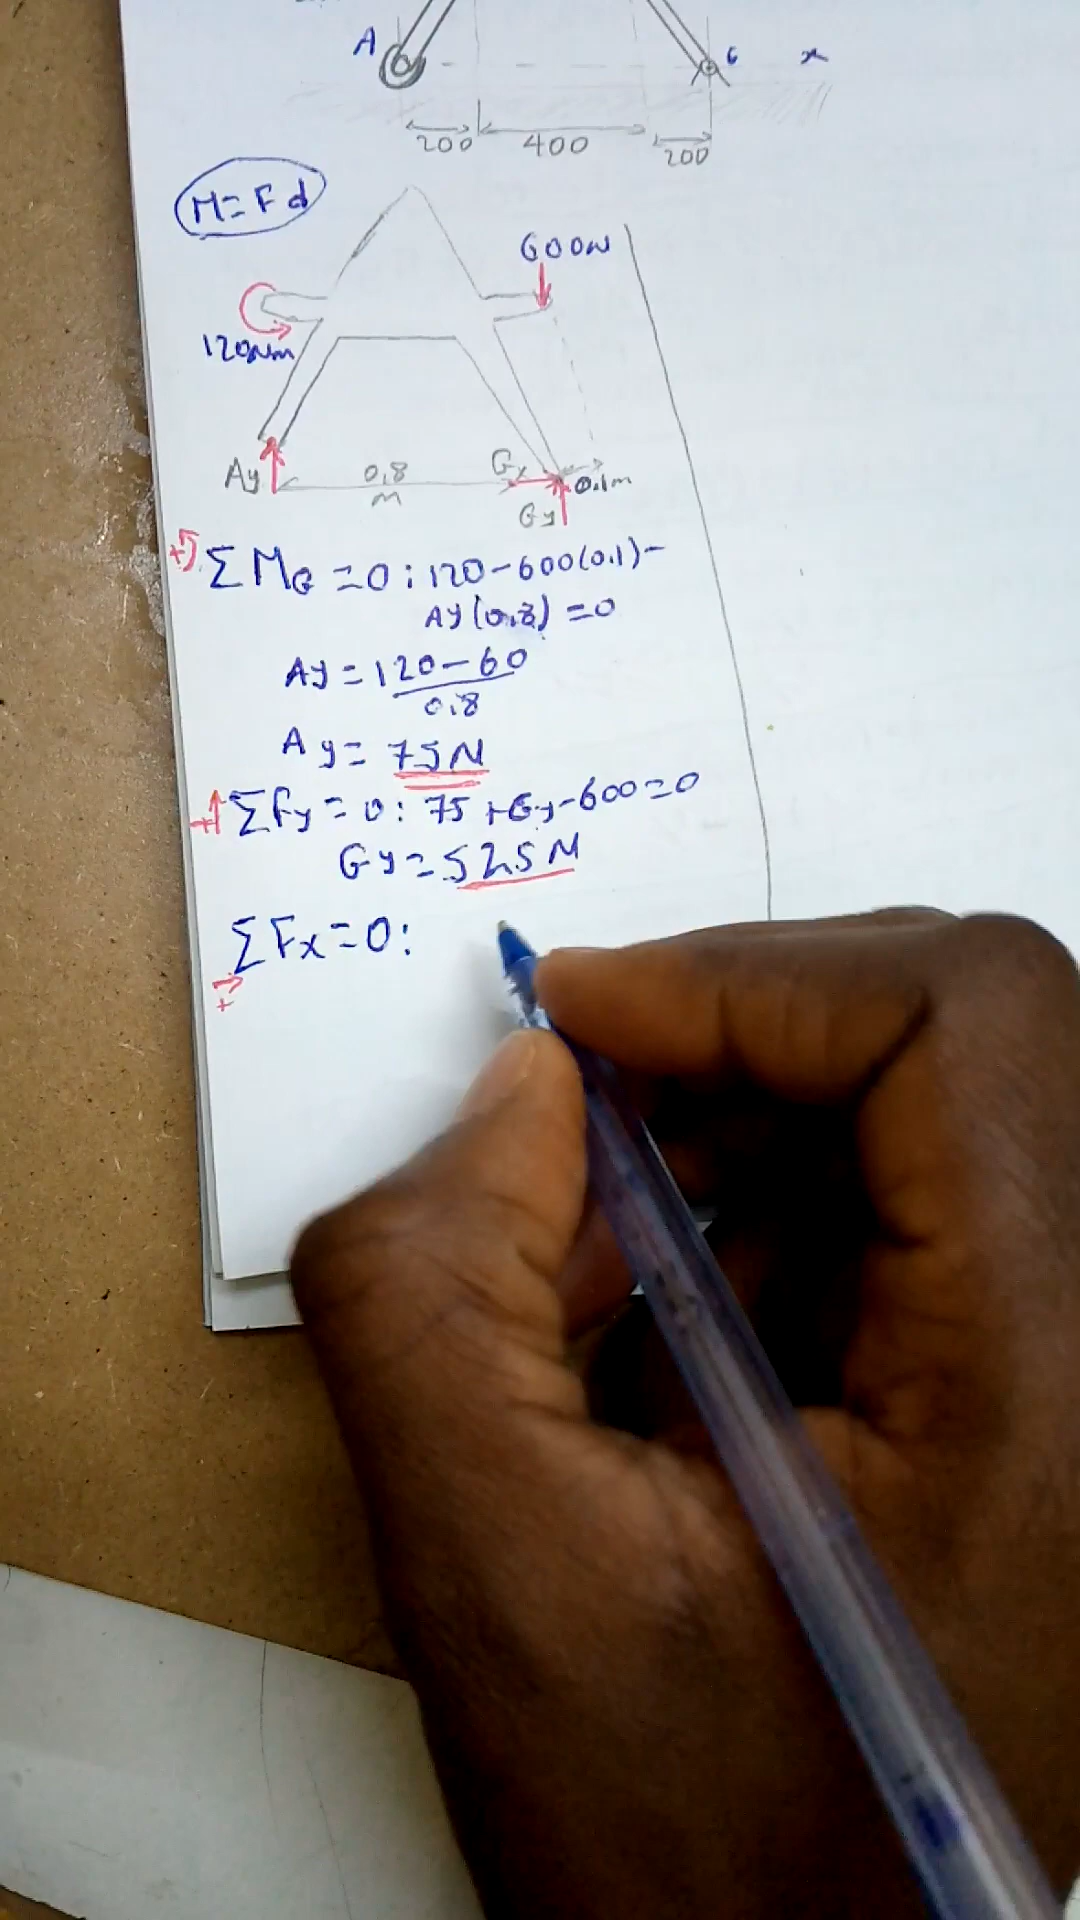 A G x
200 400 200
M=Fd
600N
120Nm
Ay 0,8 m Gx 0.1m
Gy
+ ΣMG =0: 120-600(0.1)-
Ay(0.8) =0
Ay = 120-60
0.8
Ay= 75N
+ ΣFy = 0: 75 +Gy-600=0
Gy=525N
ΣFx=0:
+